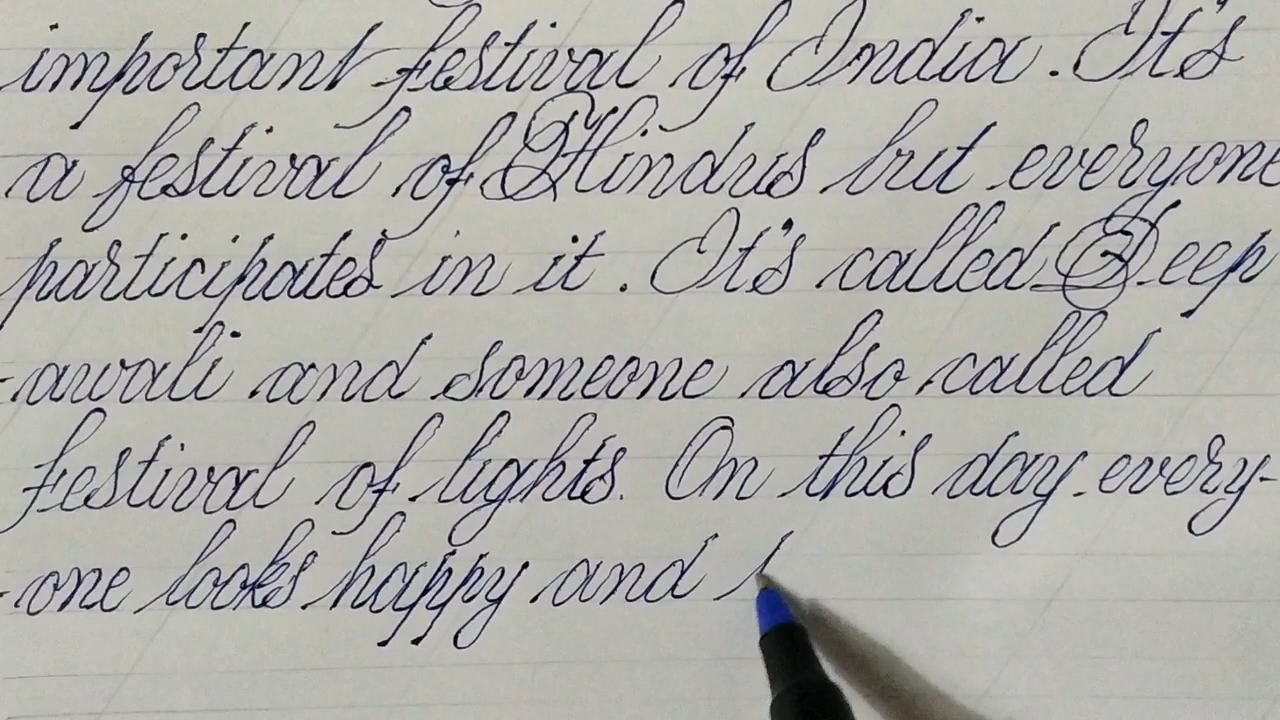 important festival of India. It's
a festival of Hindus but everyone
participates in it. It's called Deep
-awali and someone also called
festival of lights. On this day every-
-one looks happy and